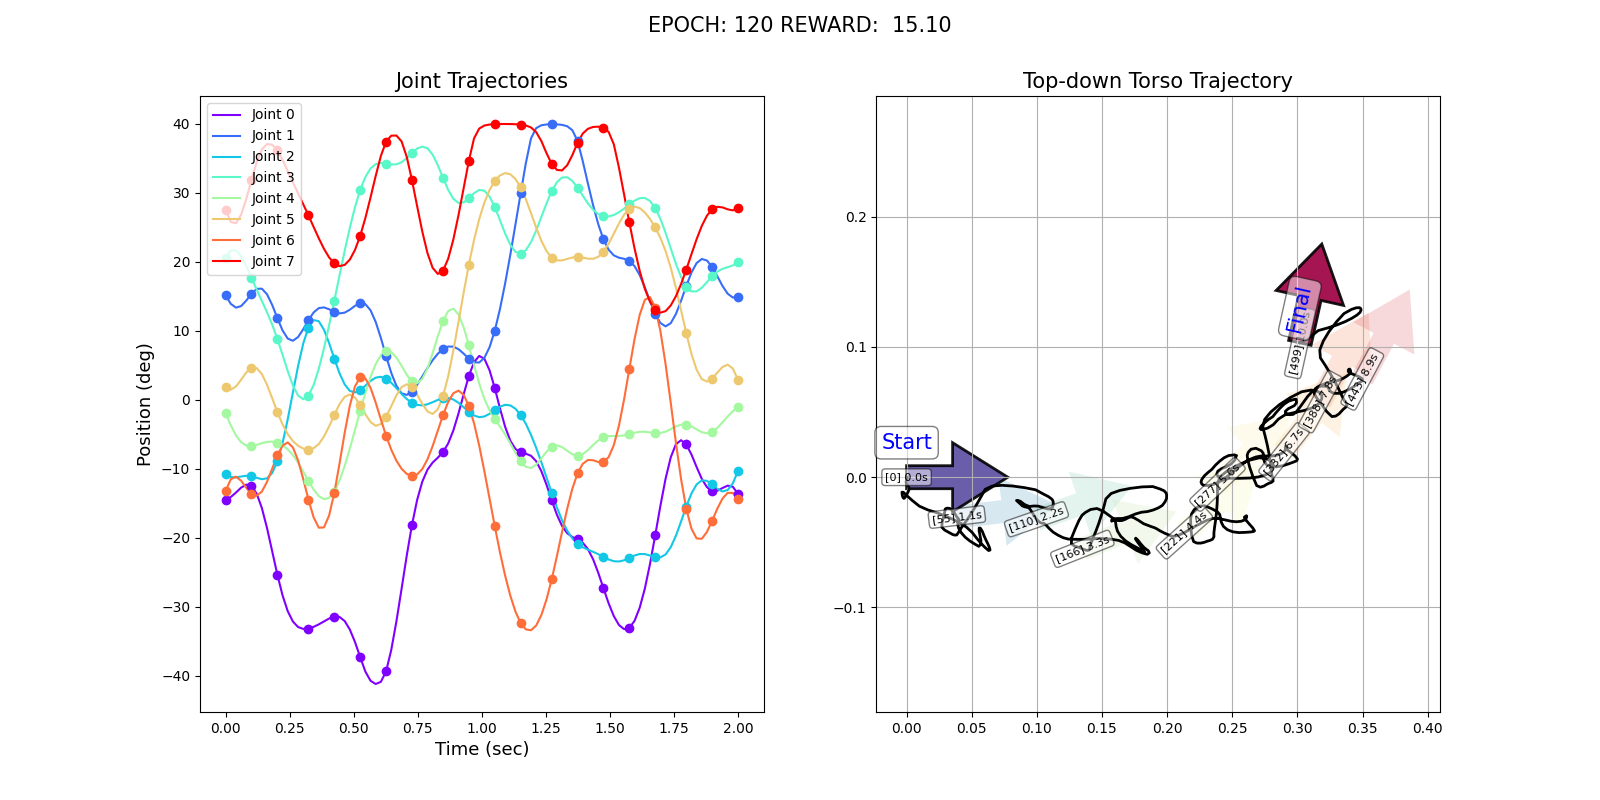 EPOCH: 120 REWARD:  15.10
Joint Trajectories
Joint 0
Joint 1
Joint 2
Joint 3
Joint 4
Joint 5
Joint 6
Joint 7
40
30
20
10
0
−10
−20
−30
−40
Position (deg)
0.00 0.25 0.50 0.75 1.00 1.25 1.50 1.75 2.00
Time (sec)
Top-down Torso Trajectory
0.2
0.1
0.0
−0.1
Start
[0] 0.0s
[55] 1.1s
[110] 2.2s
[166] 3.3s
[221] 4.4s
[277] 5.6s
[332] 6.7s
[388] 7.8s
[443] 8.9s
[499]
Final
0.00 0.05 0.10 0.15 0.20 0.25 0.30 0.35 0.40